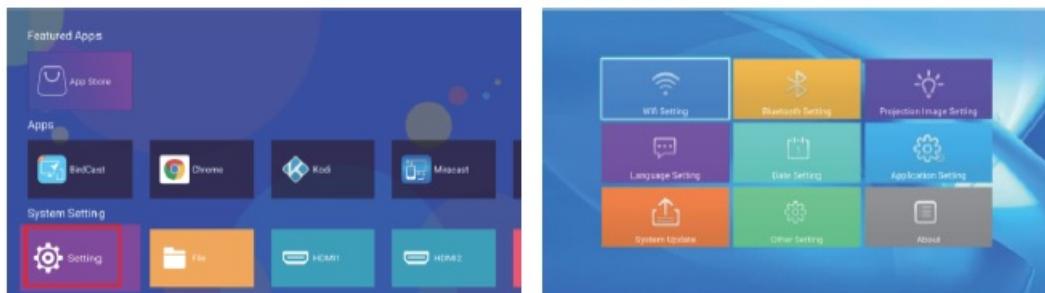 Featured Apps
App Store
Apps
BirdCast
Chrome
Kodi
Miracast
System Setting
Setting
File
HDMI1
HDMI2
Wifi Setting
Bluetooth Setting
Projection Image Setting
Language Setting
Date Setting
Application Setting
System Update
Other Setting
About